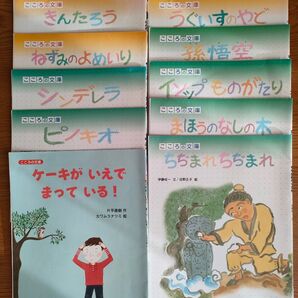 こころの文庫
きんたろう
こころの文庫
ねずみのよめいり
こころの文庫
シンデレラ
こころの文庫
ピノキオ
こころの文庫
ケーキが いえで
まって いる!
こころの文庫
うぐいすのやど
こころの文庫
孫悟空
こころの文庫
イソップものがたり
こころの文庫
まほうのなしの木
こころの文庫
ちぢまれちぢまれ